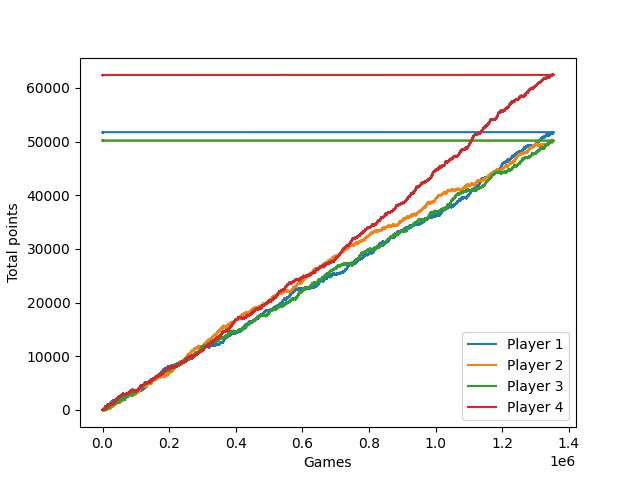 60000
50000
40000
30000
20000
10000
0
Total points
0.0 0.2 0.4 0.6 0.8 1.0 1.2 1.4
1e6
Games
Player 1
Player 2
Player 3
Player 4